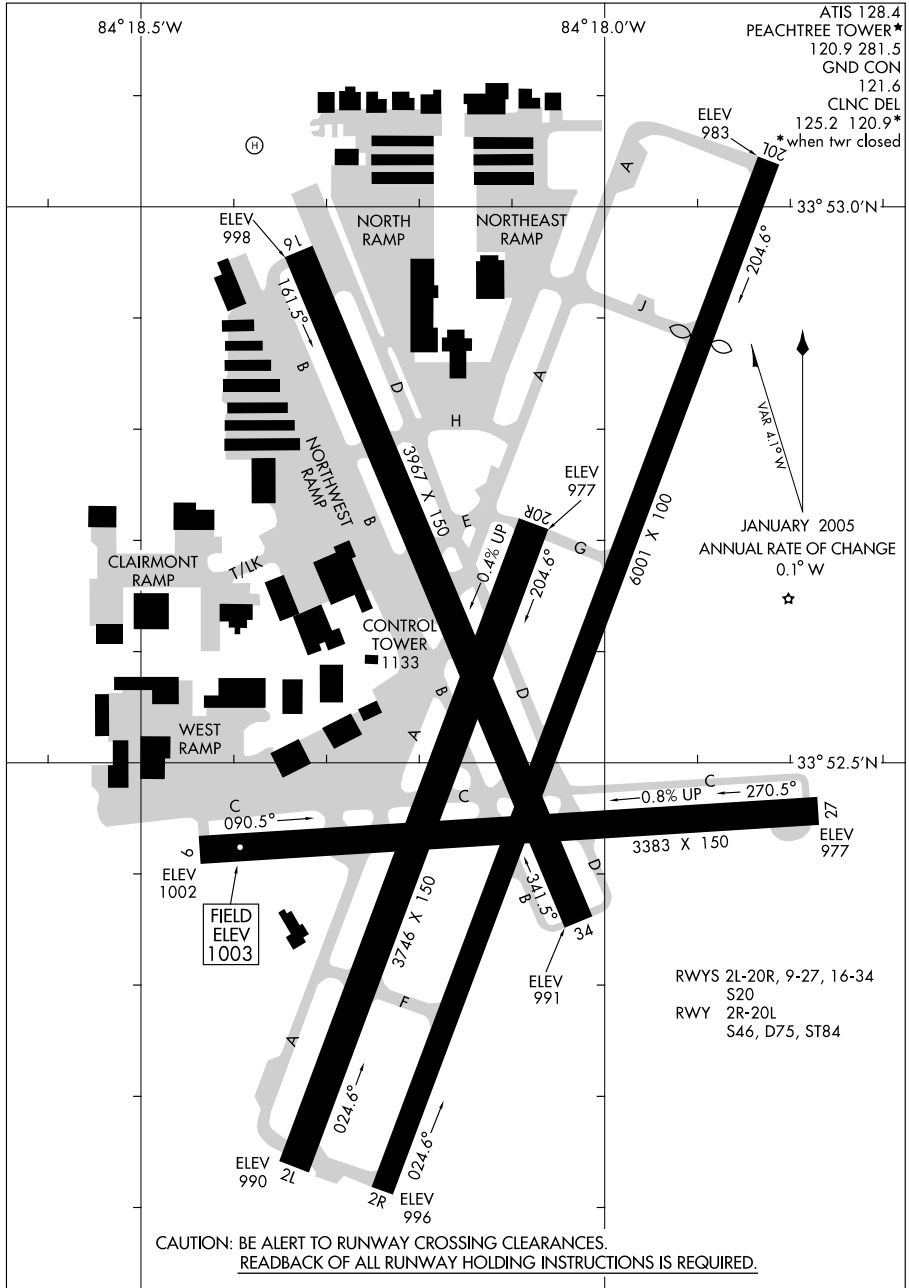 84°18.5'W
84°18.0'W
ATIS 128.4
PEACHTREE TOWER★
120.9 281.5
GND CON
121.6
CLNC DEL
125.2 120.9*
*when twr closed
ELEV
983
20L
H
A
33°53.0'N
ELEV
998
16
NORTH
RAMP
NORTHEAST
RAMP
204.6°
161.5°
J
B
D
A
H
VAR 4.1° W
3967 X 150
NORTHWEST
RAMP
ELEV
977
20R
B
E
0.4% UP
G
204.6°
6001 X 100
JANUARY 2005
ANNUAL RATE OF CHANGE
0.1° W
CLAIRMONT
RAMP
T/LK
CONTROL
TOWER
1133
B
D
A
WEST
RAMP
33°52.5'N
C
090.5°
C
C
0.8% UP
270.5°
27
9
3383 X 150
ELEV
977
ELEV
1002
D
341.5°
B
3746 X 150
34
FIELD
ELEV
1003
ELEV
991
RWYS 2L-20R, 9-27, 16-34
S20
RWY 2R-20L
S46, D75, ST84
F
A
024.6°
024.6°
ELEV
990
2L
2R
ELEV
996
CAUTION: BE ALERT TO RUNWAY CROSSING CLEARANCES.
READBACK OF ALL RUNWAY HOLDING INSTRUCTIONS IS REQUIRED.